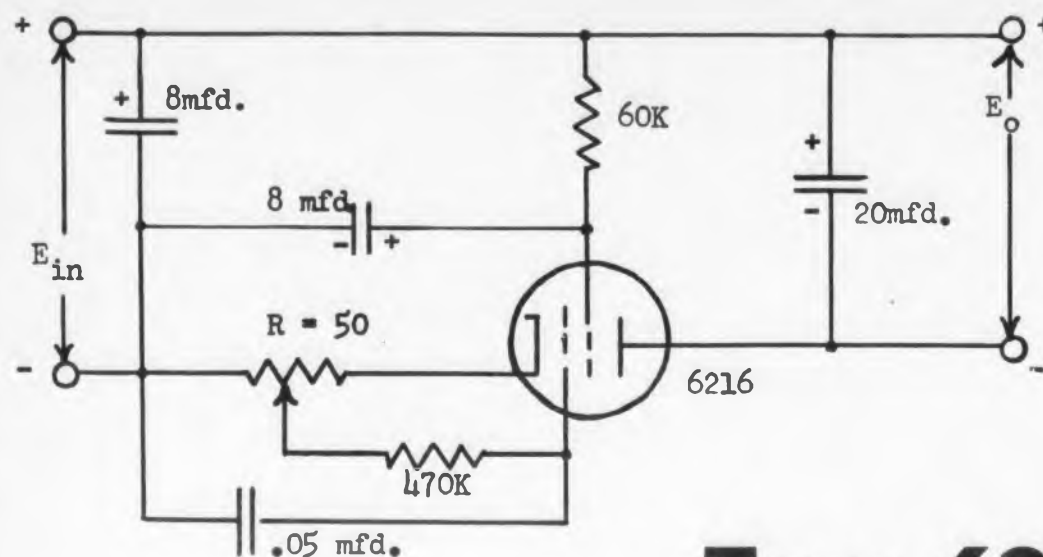 +
+
+
8mfd.
60K
E
o
+
8 mfd.
-
+
-
20mfd.
E
in
R = 50
-
6216
-
470K
.05 mfd.